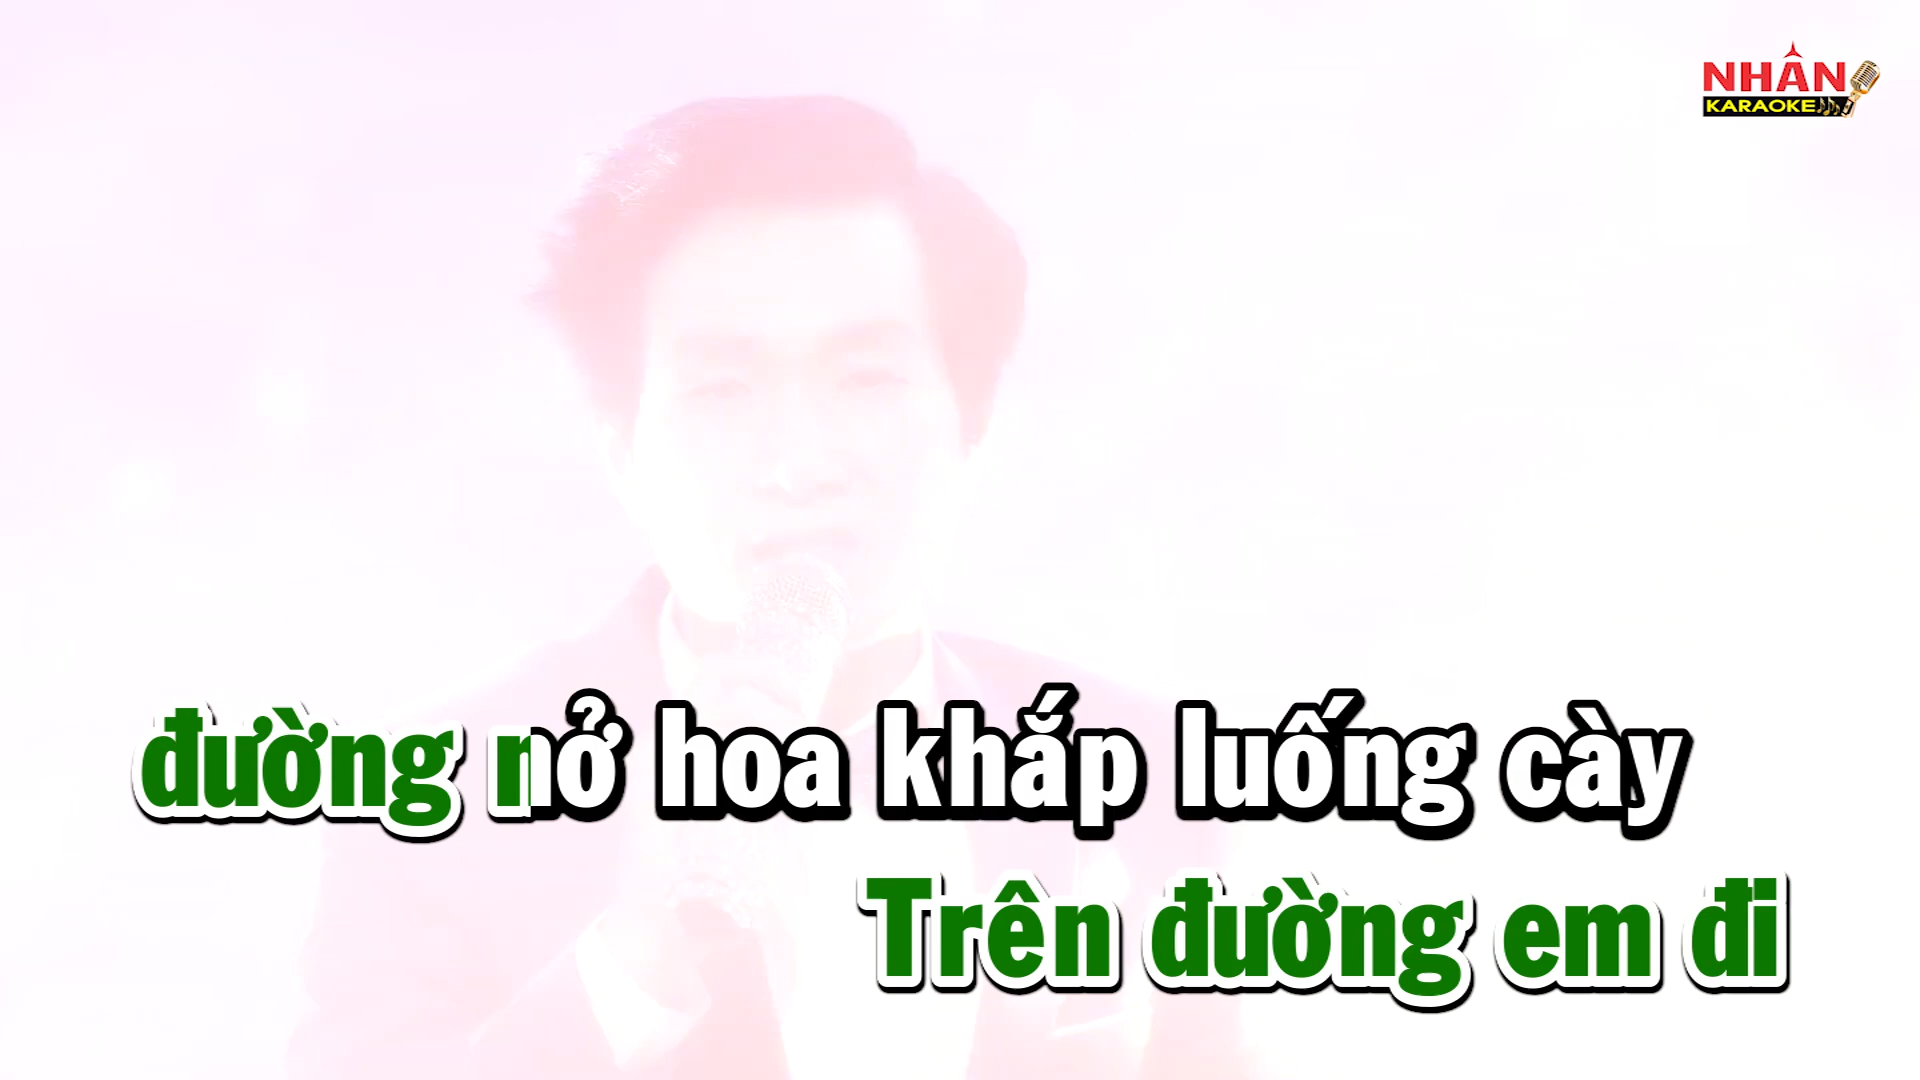 NHÂN
KARAOKE
đường nở hoa khắp luống cày
Trên đường em đi